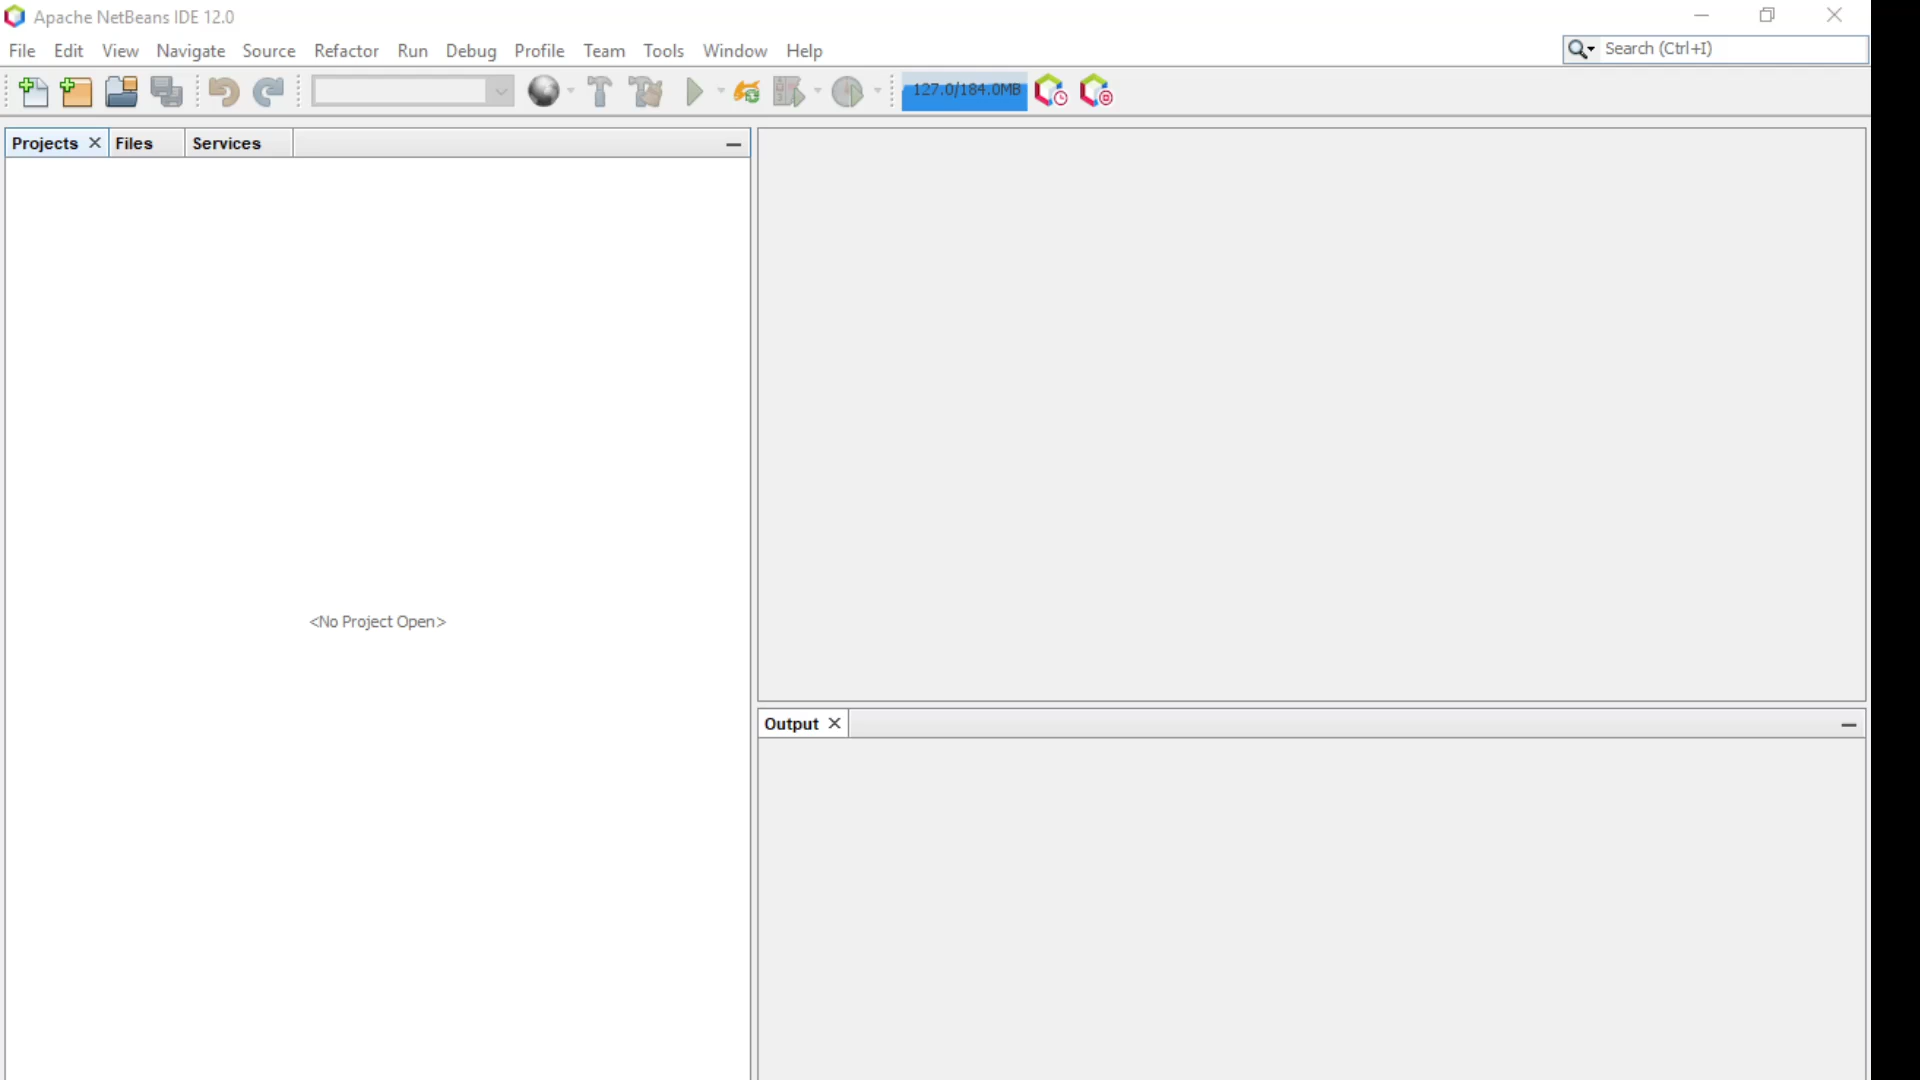 Apache NetBeans IDE 12.0
File Edit View Navigate Source Refactor Run Debug Profile Team Tools Window Help
Search (Ctrl+I)
127.0/184.0MB
Projects Files Services
<No Project Open>
Output